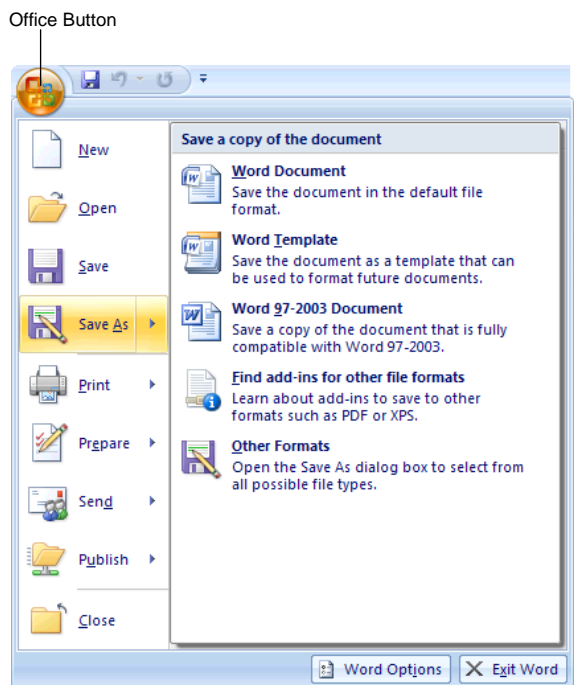 Office Button
New
Open
Save
Save As
Print
Prepare
Send
Publish
Close
Save a copy of the document
Word Document
Save the document in the default file
format.
Word Template
Save the document as a template that can
be used to format future documents.
Word 97-2003 Document
Save a copy of the document that is fully
compatible with Word 97-2003.
Find add-ins for other file formats
Learn about add-ins to save to other
formats such as PDF or XPS.
Other Formats
Open the Save As dialog box to select from
all possible file types.
Word Options
Exit Word